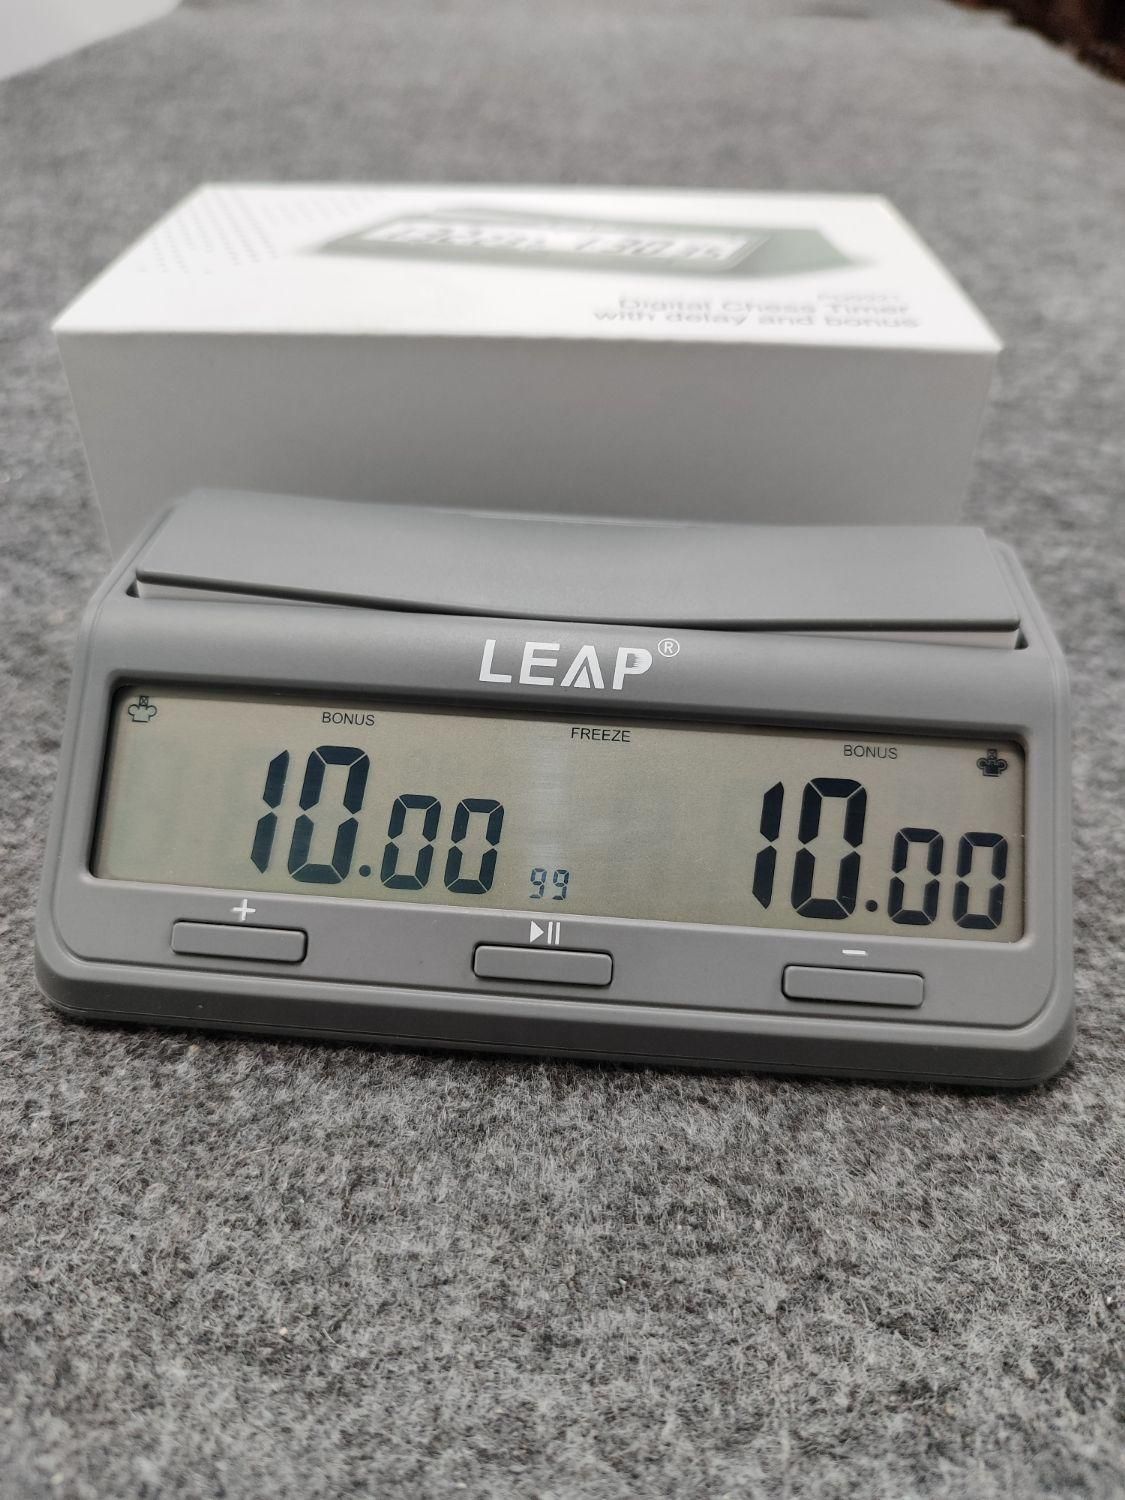 Digital Chess Timer
with delay and bonus
LEAP®
BONUS
FREEZE
BONUS
10.00
99
10.00
+
−